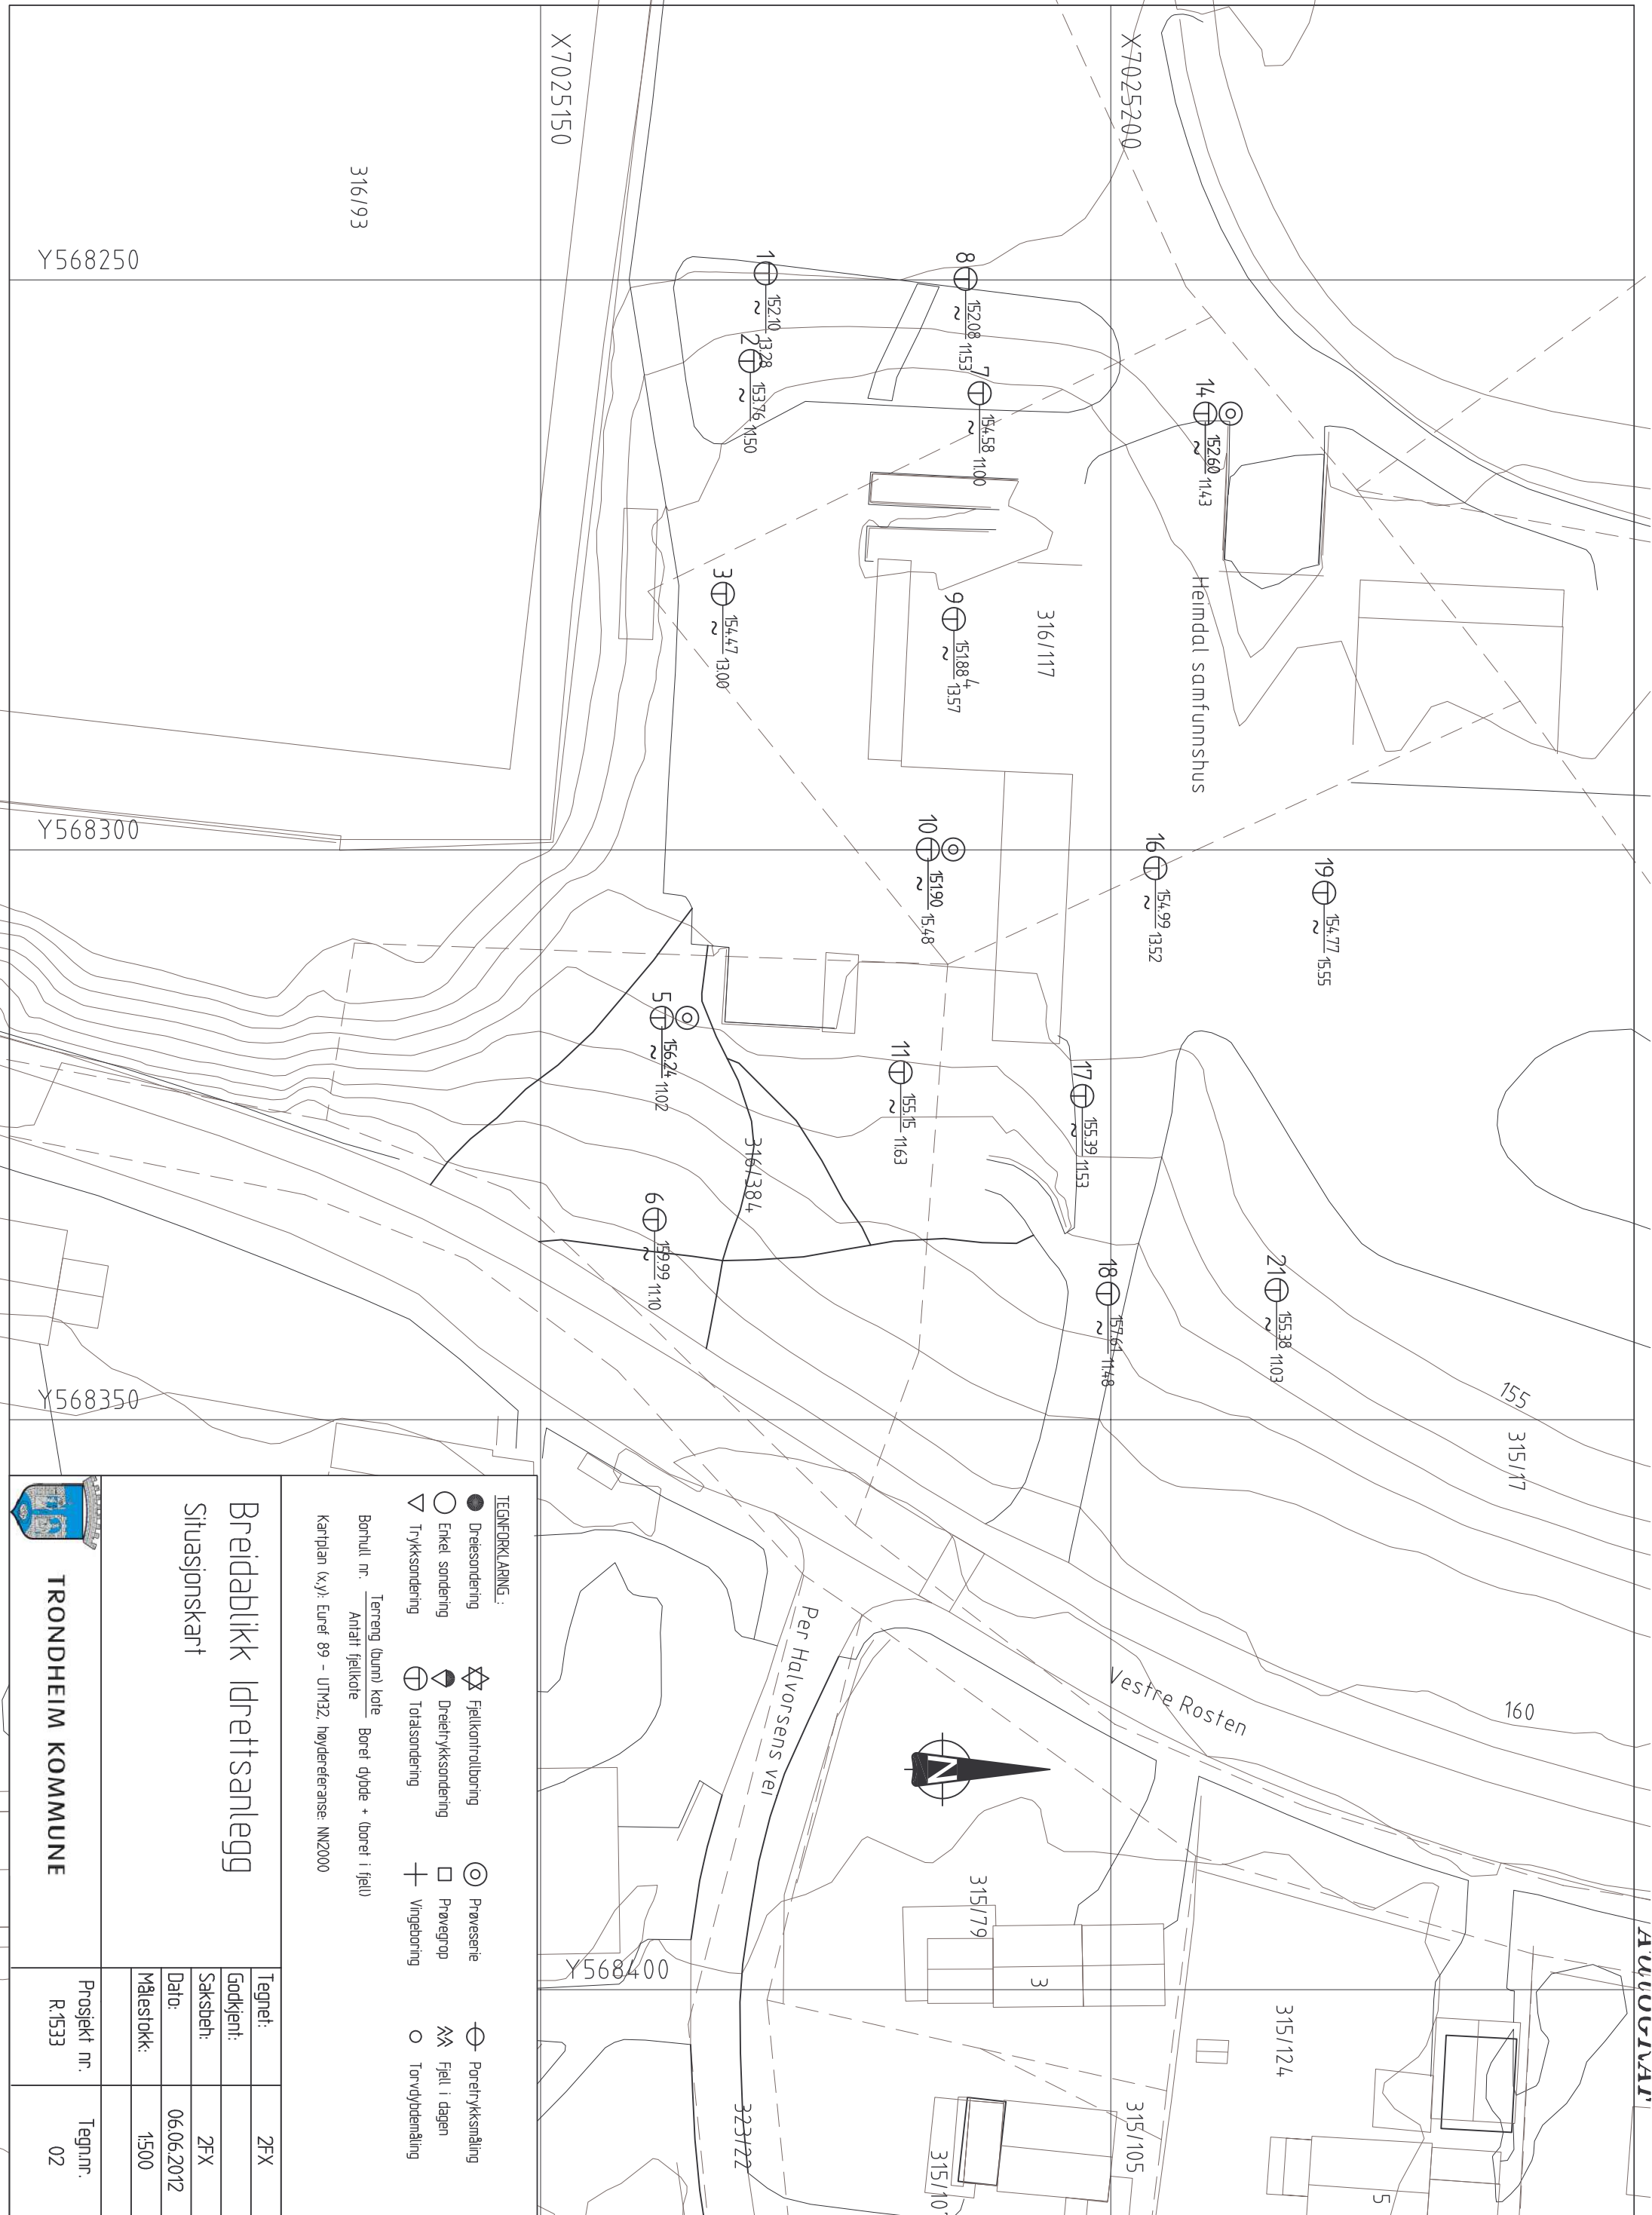 X7025150
X7025200
316/93
Y568250
1
152.10
~
13.28
2
153.76
~
11.50
8
152.08
~
11.53
7
154.58
~
11.00
14
152.60
~
11.43
3
154.47
~
13.00
9
151.88
~
13.57
4
316/117
Heimdal samfunnshus
Y568300
10
151.90
~
15.48
16
154.99
~
13.52
19
154.77
~
15.55
5
156.24
~
11.02
11
155.15
~
11.63
17
155.39
~
11.53
316/384
6
159.99
~
11.10
18
157.61
~
11.48
21
155.38
~
11.03
Y568350
155
315/17
160
Vestre Rosten
Per Halvorsens vei
N
315/79
3
Y568400
315/124
315/105
323/22
5
TEGNFORKLARING :
Dreiesondering
Enkel sondering
Trykksondering
Fjellkontrollboring
Dreietrykksondering
Totalsondering
Prøveserie
Prøvegrop
Vingeboring
Poretrykksmåling
Fjell i dagen
Torvdybdemåling
Borhull nr. Terreng (bunn) kote Boret dybde + (boret i fjell)
Antatt fjellkote
Kartplan (x,y): Euref 89 - UTM32, høydereferanse: NN2000
Breidablikk Idrettsanlegg
Situasjonskart
TRONDHEIM KOMMUNE
Tegnet: 2FX
Godkjent:
Saksbeh: 2FX
Dato: 06.06.2012
Målestokk: 1:500
Prosjekt nr. Tegn.nr.
R.1533 02